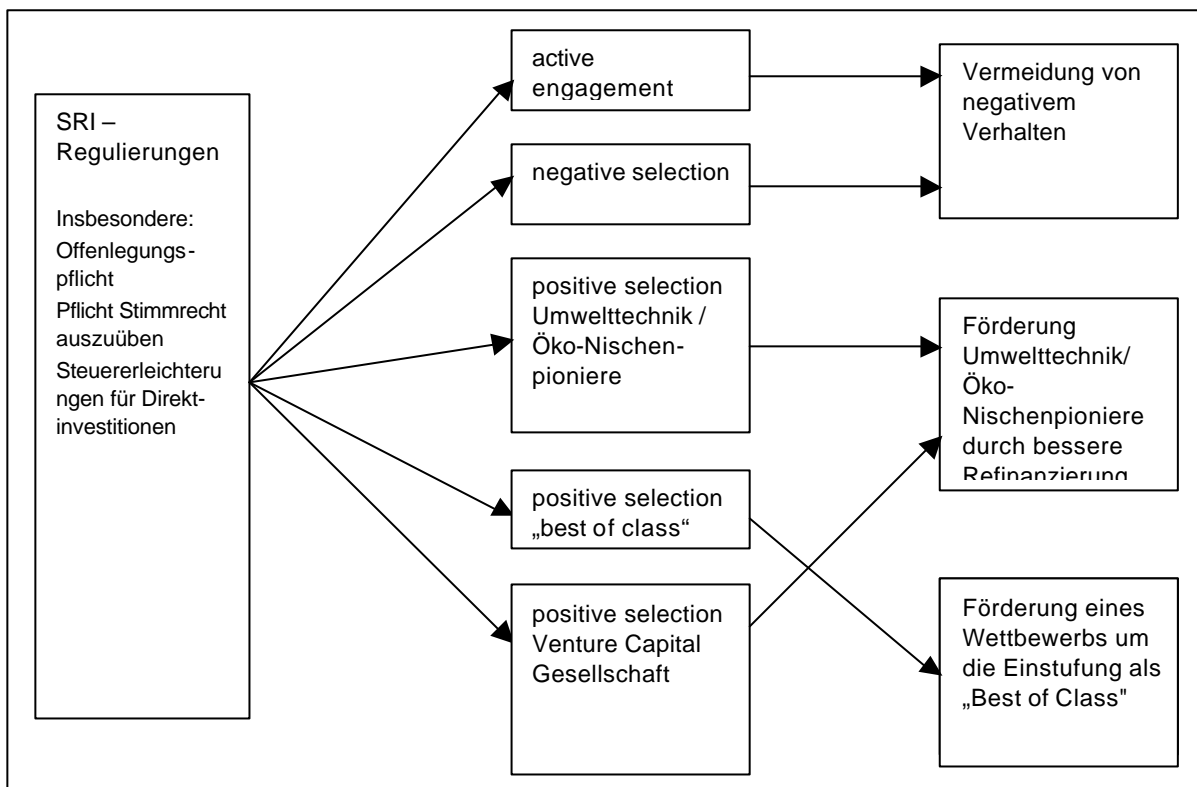 SRI –
Regulierungen
Insbesondere:
Offenlegungs-
pflicht
Pflicht Stimmrecht
auszuüben
Steuererleichteru
ngen für Direkt-
investitionen
active
engagement
negative selection
positive selection
Umwelttechnik /
Öko-Nischen-
pioniere
positive selection
„best of class“
positive selection
Venture Capital
Gesellschaft
Vermeidung von
negativem
Verhalten
Förderung
Umwelttechnik/
Öko-
Nischenpioniere
durch bessere
Refinanzierung
Förderung eines
Wettbewerbs um
die Einstufung als
„Best of Class"